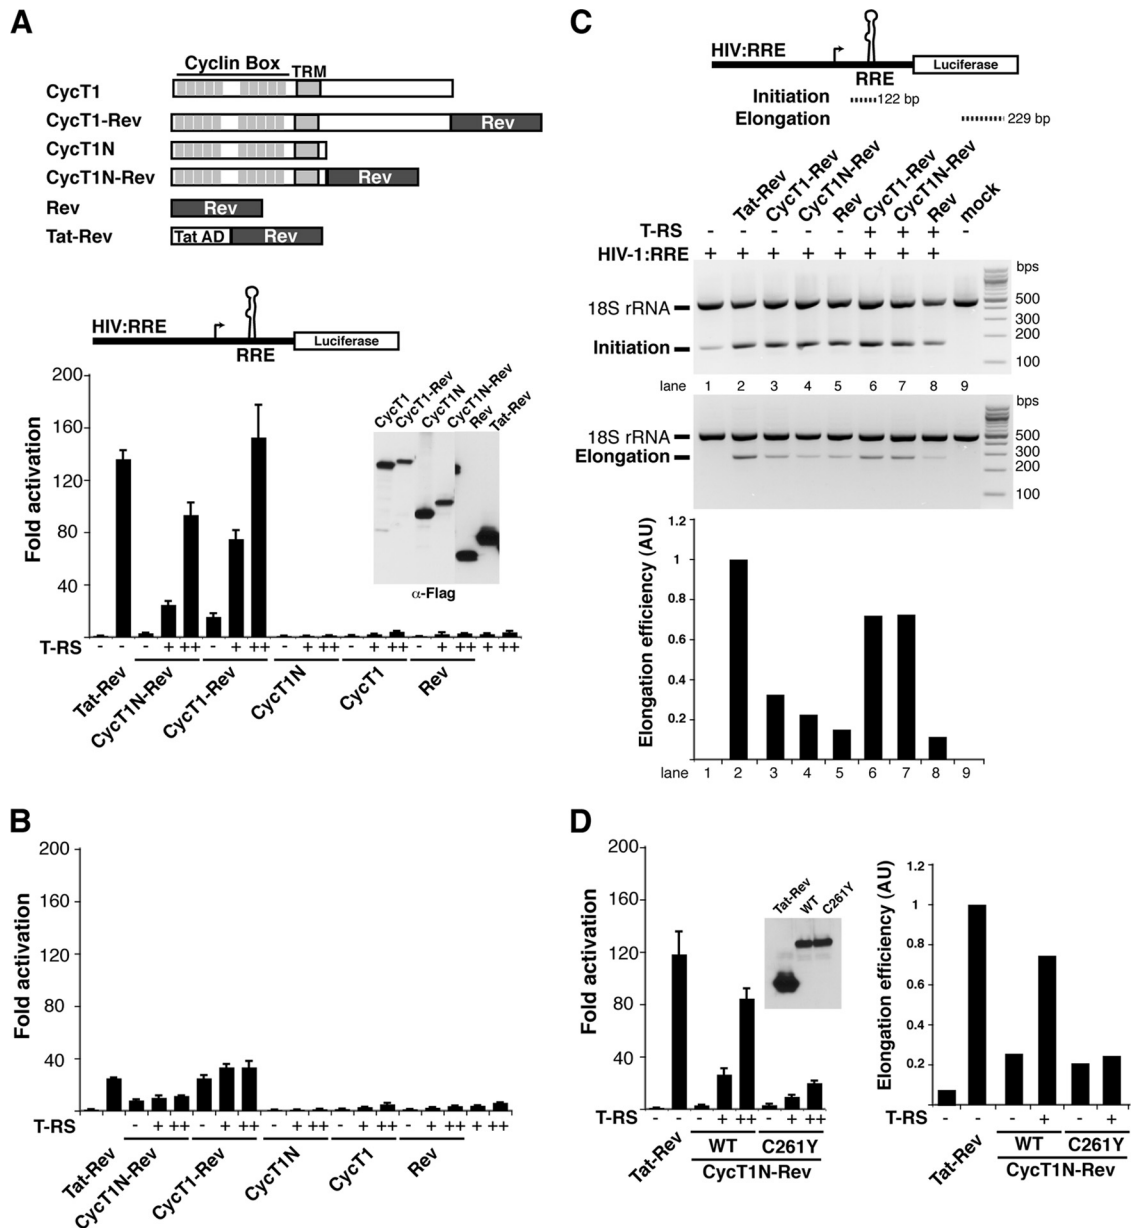 A
Cyclin Box
TRM
CycT1
CycT1-Rev
Rev
CycT1N
CycT1N-Rev
Rev
Rev
Rev
Tat-Rev
Tat AD
Rev
HIV:RRE
RRE
Luciferase
Fold activation
200
160
120
80
40
CycT1
CycT1-Rev
CycT1N
CycT1N-Rev
Rev
Tat-Rev
α-Flag
T-RS
- - - + ++ - + ++ - + ++ - + ++ - + ++ + ++
Tat-Rev
CycT1N-Rev
CycT1-Rev
CycT1N
CycT1
Rev
B
Fold activation
200
160
120
80
40
T-RS
- - - + ++ - + ++ - + ++ - + ++ - + ++ + ++
Tat-Rev
CycT1N-Rev
CycT1-Rev
CycT1N
CycT1
Rev
C
HIV:RRE
RRE
Luciferase
Initiation
122 bp
Elongation
229 bp
Tat-Rev
CycT1-Rev
CycT1N-Rev
Rev
CycT1-Rev
CycT1N-Rev
Rev
mock
T-RS - - - - - + + + -
HIV-1:RRE + + + + + + + +
bps
18S rRNA
500
300
200
Initiation
100
lane 1 2 3 4 5 6 7 8 9
bps
18S rRNA
500
Elongation
300
200
100
Elongation efficiency (AU)
1.2
1
0.8
0.6
0.4
0.2
lane 1 2 3 4 5 6 7 8 9
D
Fold activation
200
160
120
80
40
Tat-Rev
WT
C261Y
T-RS
- - - + ++ - + ++
Tat-Rev
WT
C261Y
CycT1N-Rev
Elongation efficiency (AU)
1.2
1
0.8
0.6
0.4
0.2
0
T-RS
- - - + - +
Tat-Rev
WT
C261Y
CycT1N-Rev